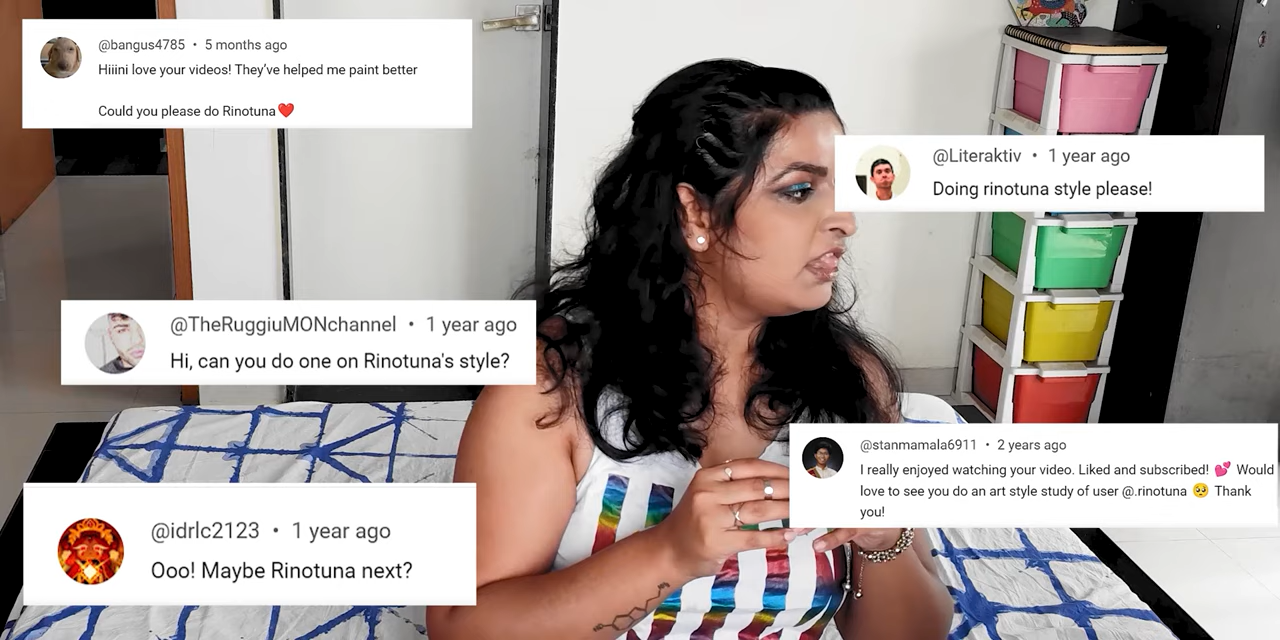 @bangus4785 • 5 months ago
Hiiini love your videos! They've helped me paint better
Could you please do Rinotuna❤️
@Literaktiv • 1 year ago
Doing rinotuna style please!
@TheRuggiuMONchannel • 1 year ago
Hi, can you do one on Rinotuna's style?
@stanmamala6911 • 2 years ago
I really enjoyed watching your video. Liked and subscribed! 💕 Would
love to see you do an art style study of user @.rinotuna 🥺 Thank
you!
@idrlc2123 • 1 year ago
Ooo! Maybe Rinotuna next?